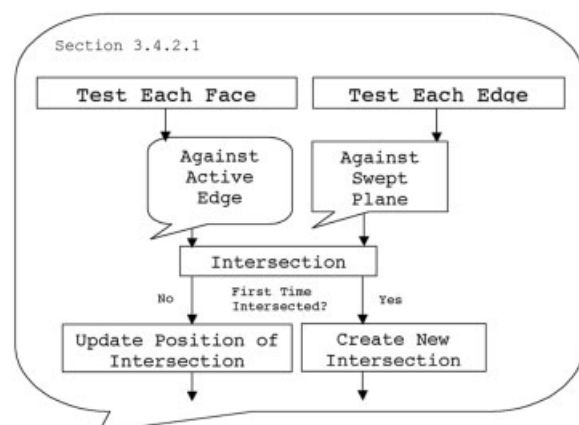 Section 3.4.2.1
Test Each Face
Test Each Edge
Against
Active
Edge
Against
Swept
Plane
Intersection
No
First Time
Intersected?
Yes
Update Position of
Intersection
Create New
Intersection